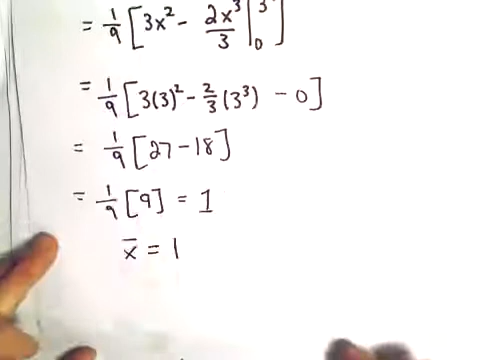 = 1/9 [3x² - 2x³/3 |₀³]
= 1/9 [3(3)² - 2/3 (3³) - 0]
= 1/9 [27 - 18]
= 1/9 [9] = 1
x̄ = 1